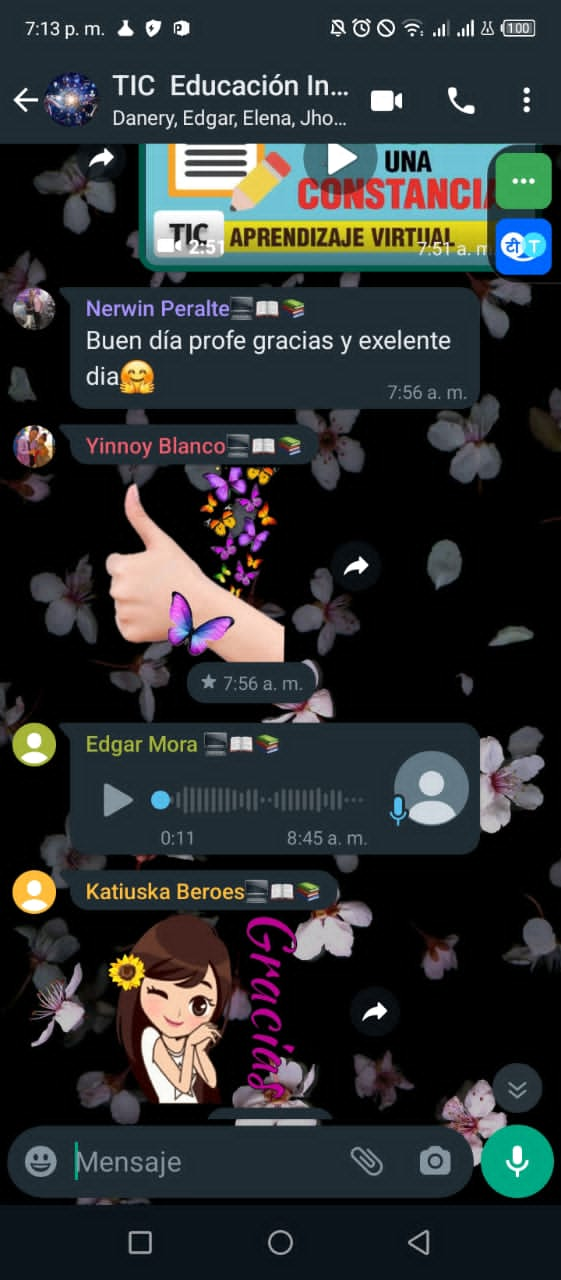 7:13 p. m.
100
TIC Educación In...
Danery, Edgar, Elena, Jho...
UNA
CONSTANCIA
TIC APRENDIZAJE VIRTUAL
2:51
7:51 a. m
टी T
Nerwin Peralte
Buen día profe gracias y exelente
dia
7:56 a. m.
Yinnoy Blanco
7:56 a. m.
Edgar Mora
0:11
8:45 a. m.
Katiuska Beroes
Gracias
Mensaje